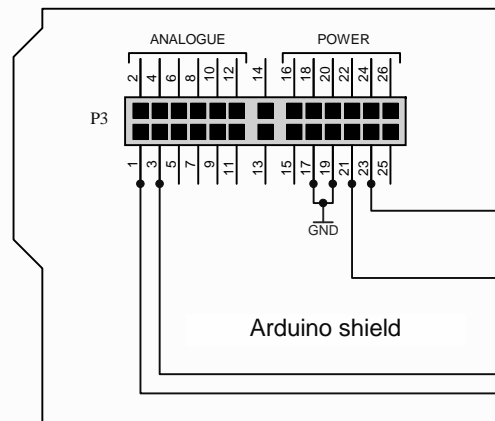 ANALOGUE POWER
2 4 6 8 10 12 14 16 18 20 22 24 26
P3
1 3 5 7 9 11 13 15 17 19 21 23 25
GND
Arduino shield